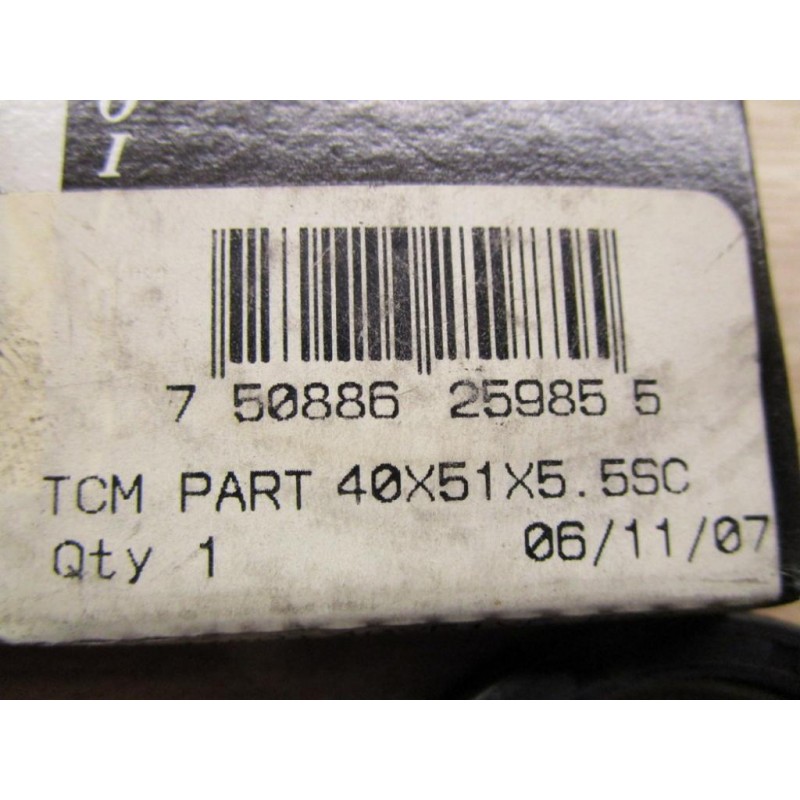 7 50886 25985 5
TCM PART 40X51X5.5SC
Qty 1
06/11/07